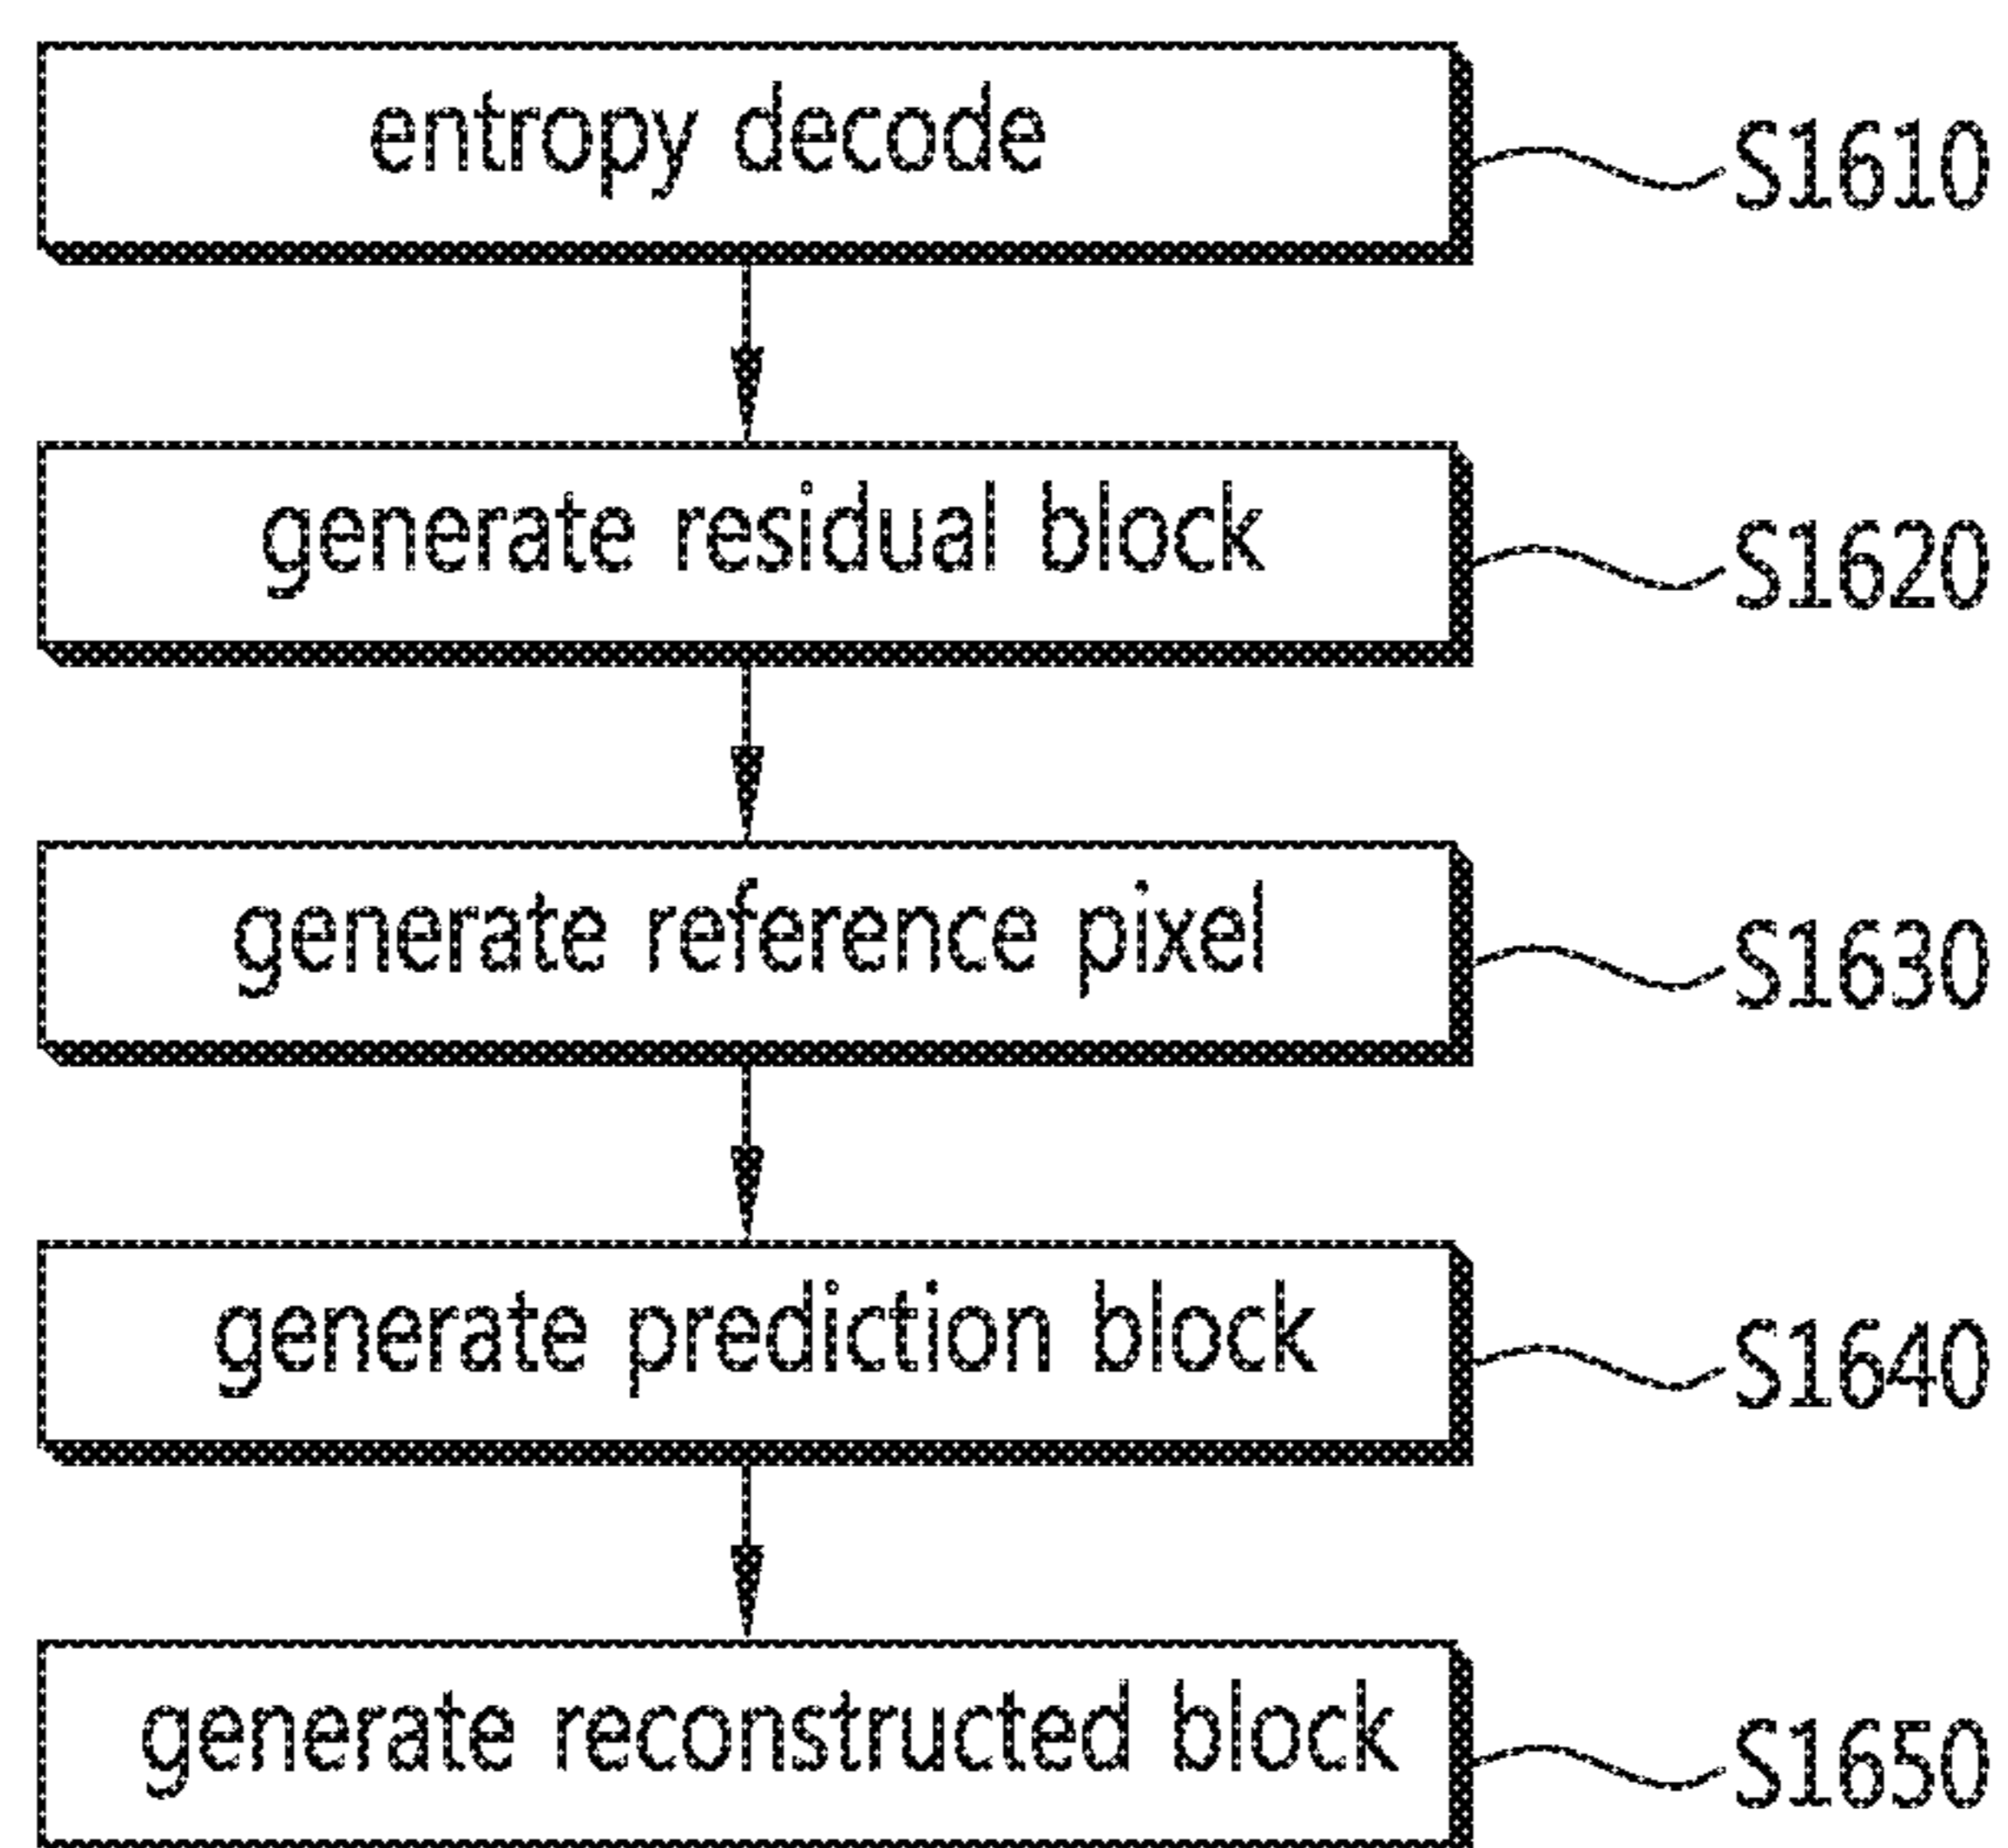 entropy decode
S1610
generate residual block
S1620
generate reference pixel
S1630
generate prediction block
S1640
generate reconstructed block
S1650